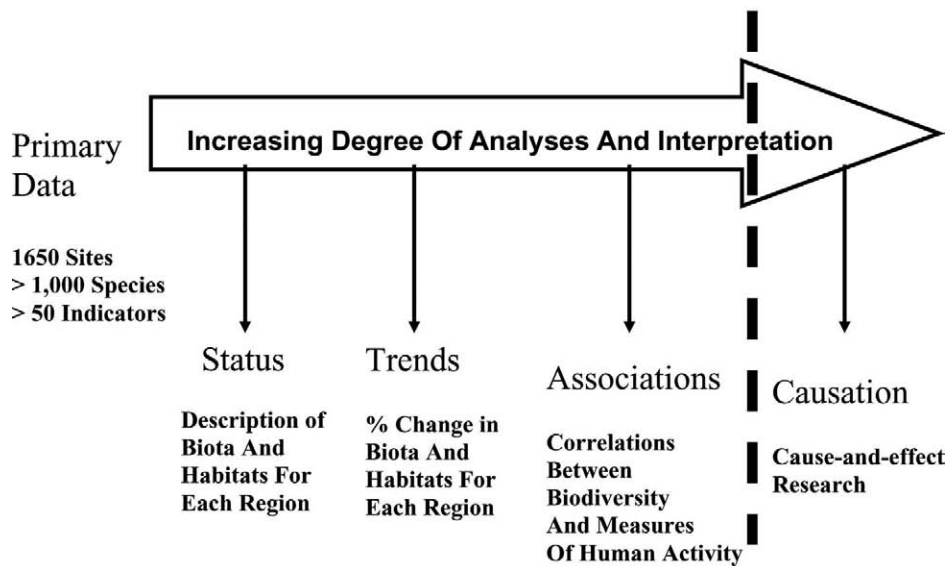 Increasing Degree Of Analyses And Interpretation
Primary
Data
1650 Sites
> 1,000 Species
> 50 Indicators
Status
Description of
Biota And
Habitats For
Each Region
Trends
% Change in
Biota And
Habitats For
Each Region
Associations
Correlations
Between
Biodiversity
And Measures
Of Human Activity
Causation
Cause-and-effect
Research